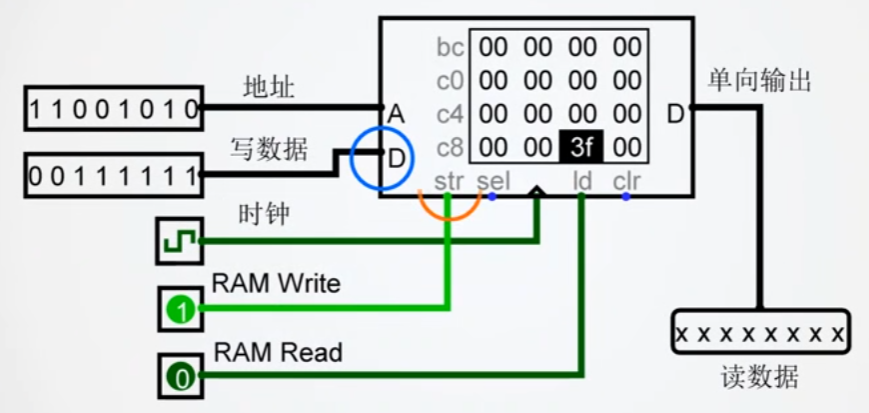 bc 00 00 00 00
地址
c0 00 00 00 00
单向输出
11001010
A
c4 00 00 00 00
D
写数据
D
c8 00 00 3f 00
00111111
str sel ld clr
时钟
RAM Write
1
xxxxxxxx
RAM Read
0
读数据